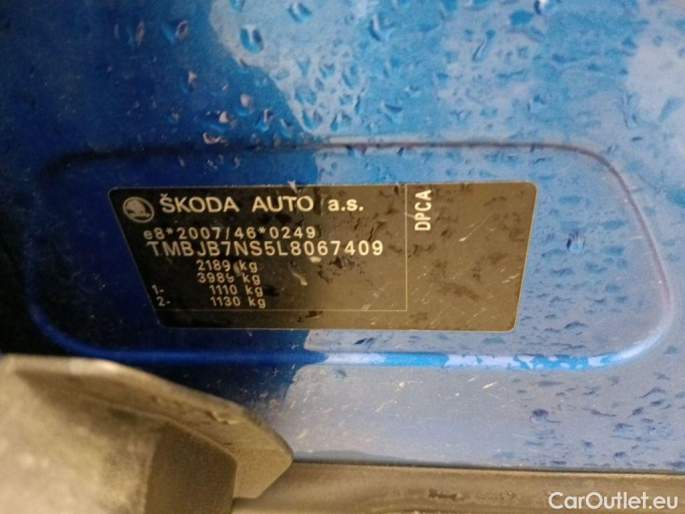 ŠKODA AUTO a.s.
e8*2007/46*0249
TMBJB7NS5L8067409
2189 kg
3989 kg
1- 1110 kg
2- 1130 kg
DPCA
CarOutlet.eu